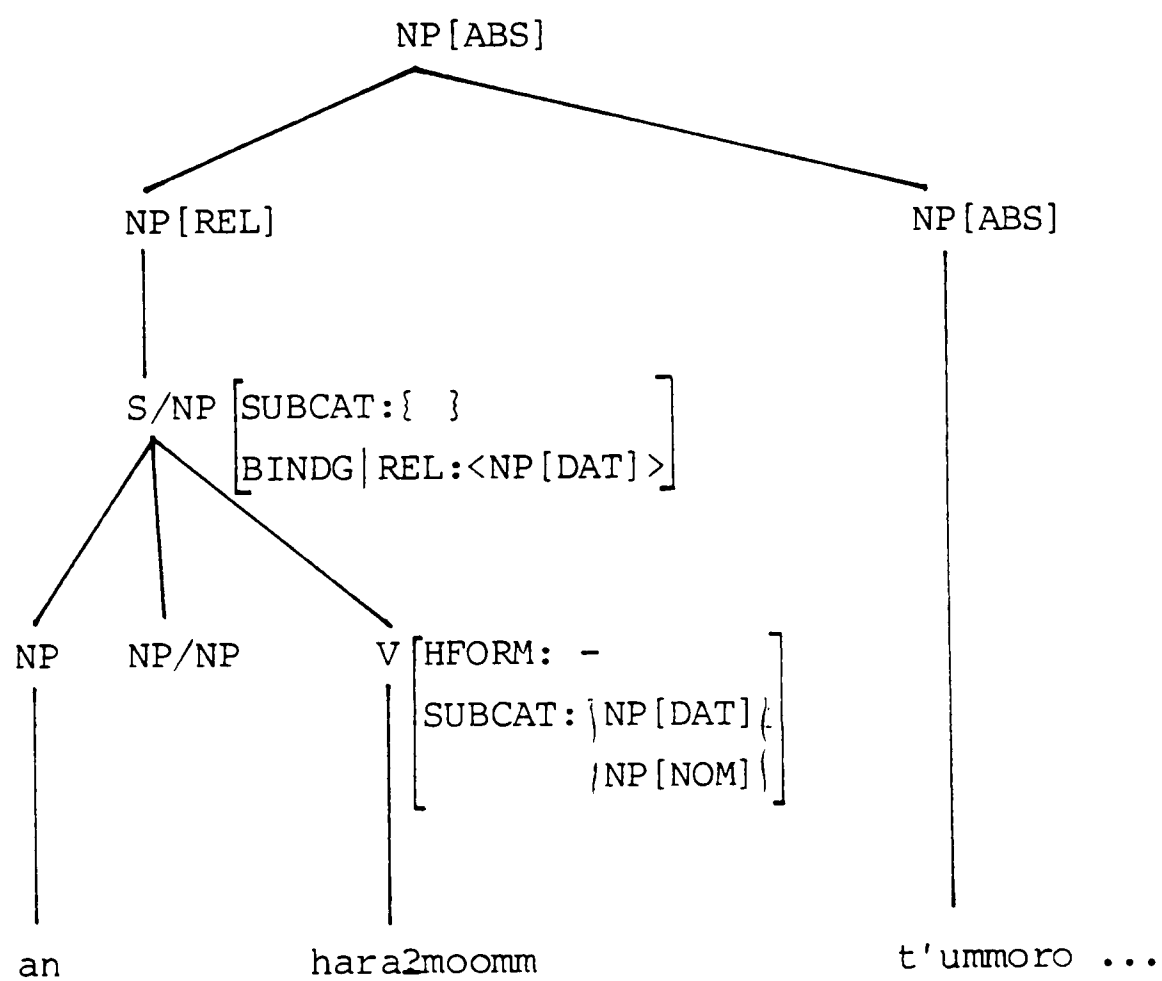 NP[ABS]
NP[REL] NP[ABS]
S/NP [SUBCAT:{ }
BINDG|REL:<NP[DAT]>]
NP NP/NP V [HFORM: -
SUBCAT: {NP[DAT]}
{NP[NOM]}]
an hara2moomm t'ummoro ...